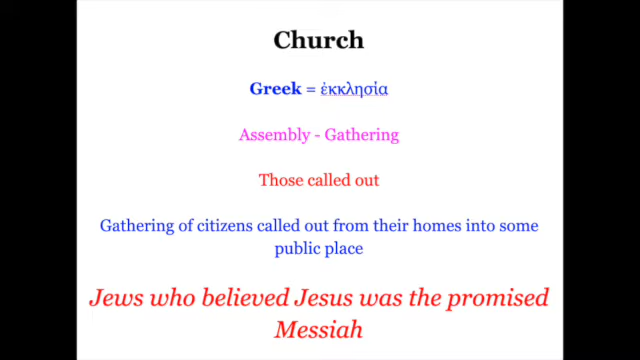 Church
Greek = ἐκκλησία
Assembly - Gathering
Those called out
Gathering of citizens called out from their homes into some
public place
Jews who believed Jesus was the promised
Messiah